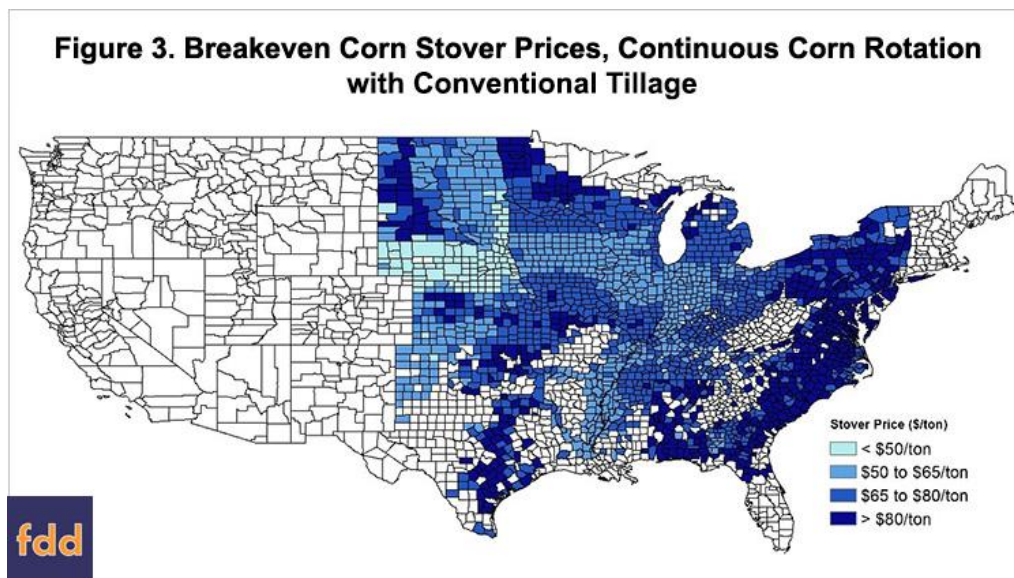 Figure 3. Breakeven Corn Stover Prices, Continuous Corn Rotation
with Conventional Tillage
Stover Price ($/ton)
< $50/ton
$50 to $65/ton
$65 to $80/ton
> $80/ton
fdd